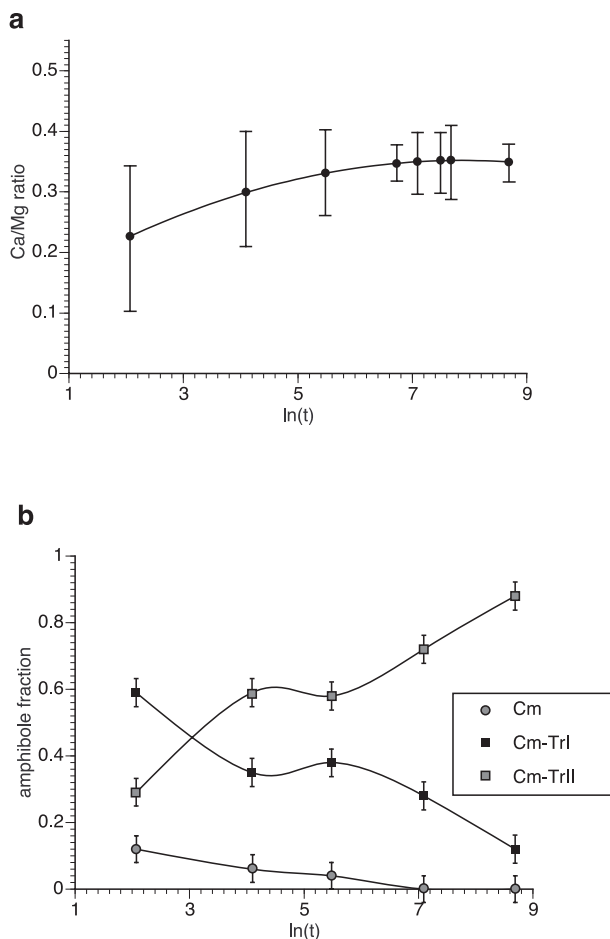 a
0.5
0.4
0.3
0.2
0.1
0
Ca/Mg ratio
1 3 5 7 9
ln(t)
b
1
0.8
0.6
0.4
0.2
0
amphibole fraction
Cm
Cm-TrI
Cm-TrII
1 3 5 7 9
ln(t)